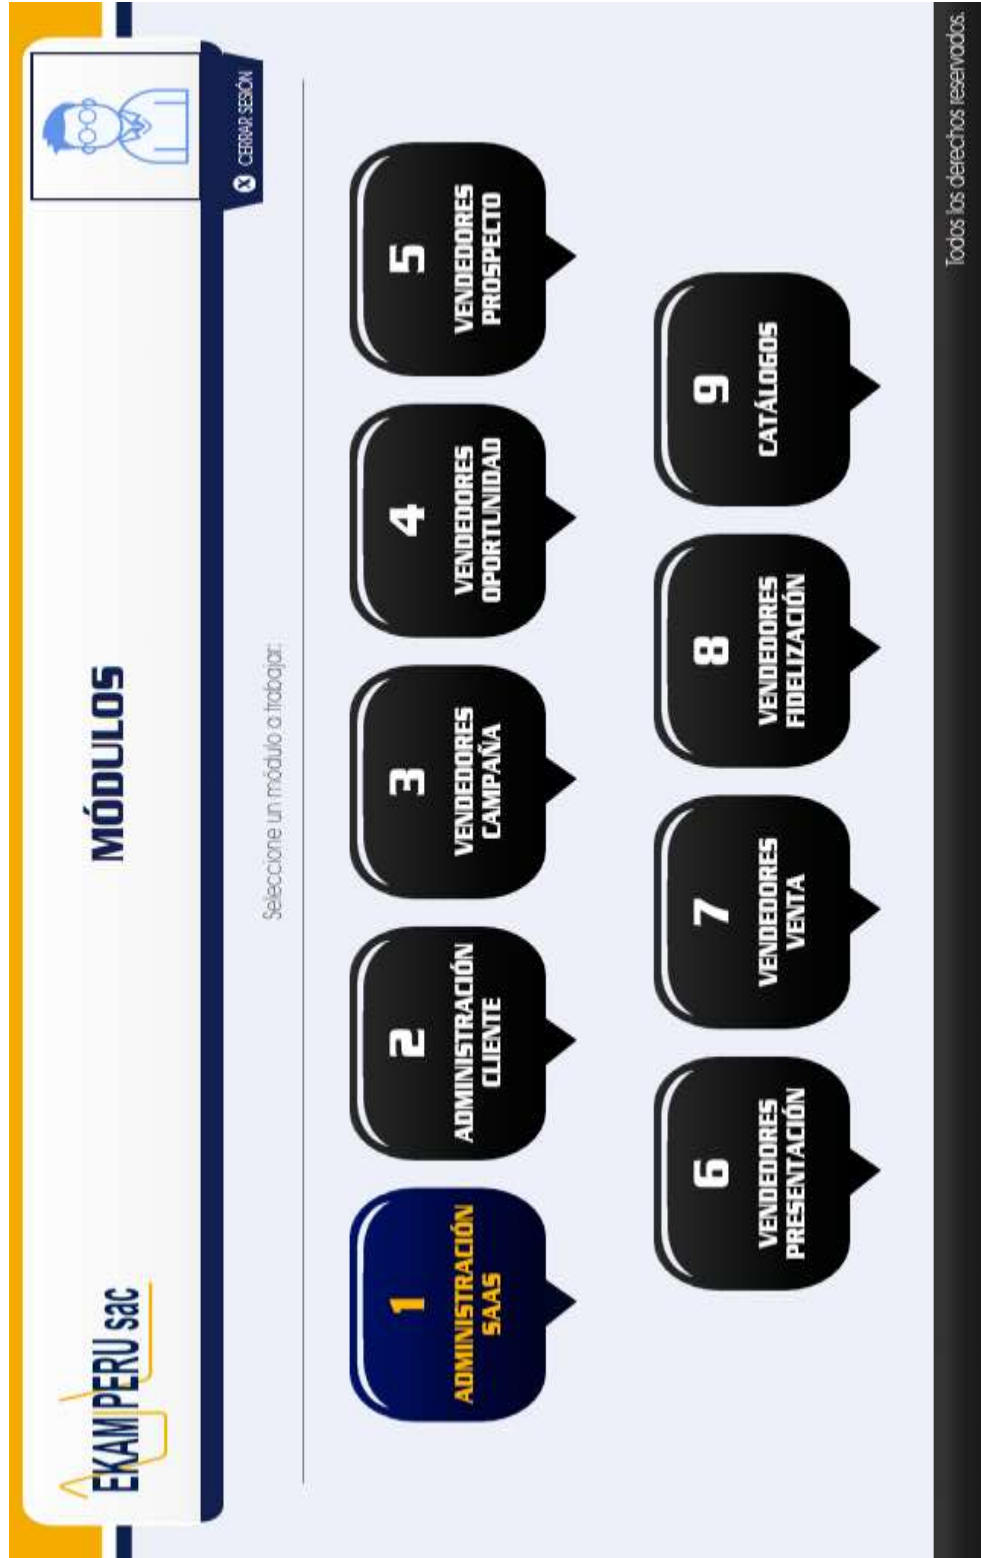 EKAMPERU sac
MÓDULOS
X CERRAR SESIÓN
Seleccione un módulo a trabajar:
1
ADMINISTRACIÓN
SAAS
2
ADMINISTRACIÓN
CLIENTE
3
VENDEDORES
CAMPAÑA
4
VENDEDORES
OPORTUNIDAD
5
VENDEDORES
PROSPECTO
6
VENDEDORES
PRESENTACIÓN
7
VENDEDORES
VENTA
8
VENDEDORES
FIDELIZACIÓN
9
CATÁLOGOS
Todos los derechos reservados.